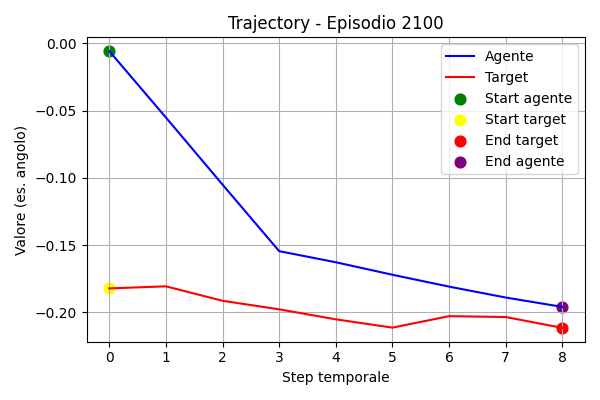 Trajectory - Episodio 2100
Valore (es. angolo)
0.00
−0.05
−0.10
−0.15
−0.20
Agente
Target
Start agente
Start target
End target
End agente
0 1 2 3 4 5 6 7 8
Step temporale